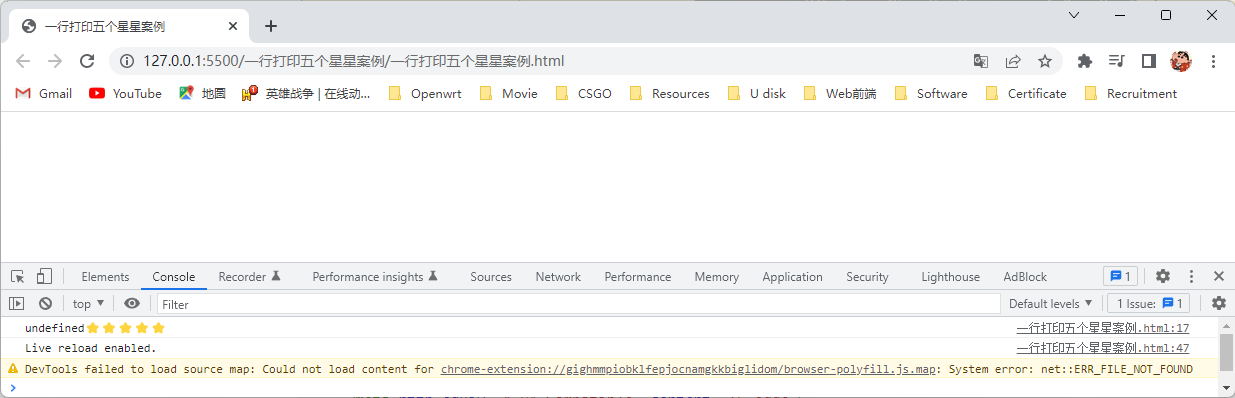 一行打印五个星星案例
127.0.0.1:5500/一行打印五个星星案例/一行打印五个星星案例.html
Gmail YouTube 地圖 英雄战争 | 在线动... Openwrt Movie CSGO Resources U disk Web前端 Software Certificate Recruitment
Elements Console Recorder Performance insights Sources Network Performance Memory Application Security Lighthouse AdBlock 1
top Filter Default levels 1 Issue: 1
undefined⭐⭐⭐⭐⭐ 一行打印五个星星案例.html:17
Live reload enabled. 一行打印五个星星案例.html:47
DevTools failed to load source map: Could not load content for chrome-extension://gighmmpiobklfepjocnamgkkbiglidom/browser-polyfill.js.map: System error: net::ERR_FILE_NOT_FOUND